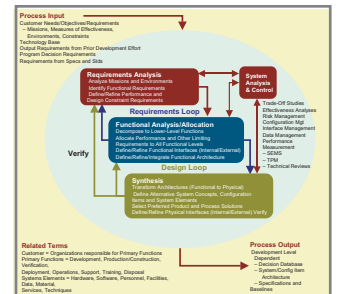 Process Input
Customer Needs/Objectives/Requirements
– Missions, Measures of Effectiveness,
Environments, Constraints
Technology Base
Output Requirements from Prior Development Effort
Program Decision Requirements
Requirements from Specs and Stds
Requirements Analysis
Analyze Missions and Environments
Identify Functional Requirements
Define/Refine Performance and
Design Constraint Requirements
System
Analysis
& Control
Requirements Loop
Trade-Off Studies
Effectiveness Analyses
Risk Management
Configuration Mgt
Interface Management
Data Management
Performance
Measurement
– SEMS
– TPM
– Technical Reviews
Functional Analysis/Allocation
Decompose to Lower-Level Functions
Allocate Performance and Other Limiting
Requirements to All Functional Levels
Define/Refine Functional Interfaces (Internal/External)
Define/Refine/Integrate Functional Architecture
Design Loop
Verify
Synthesis
Transform Architectures (Functional to Physical)
Define Alternative System Concepts, Configuration
Items and System Elements
Select Preferred Product and Process Solutions
Define/Refine Physical Interfaces (Internal/External) Verify
Related Terms
Customer = Organizations responsible for Primary Functions
Primary Functions = Development, Production/Construction,
Verification,
Deployment, Operations, Support, Training, Disposal
Systems Elements = Hardware, Software, Personnel, Facilities,
Data, Material,
Services, Techniques
Process Output
Development Level
Dependent
– Decision Database
– System/Config Item
Architecture
– Specifications and
Baselines